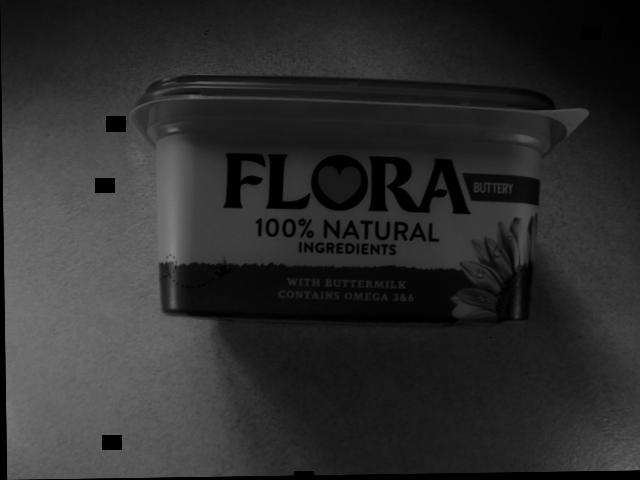 FLORA
BUTTERY
100% NATURAL
INGREDIENTS
WITH BUTTERMILK
CONTAINS OMEGA 3&6